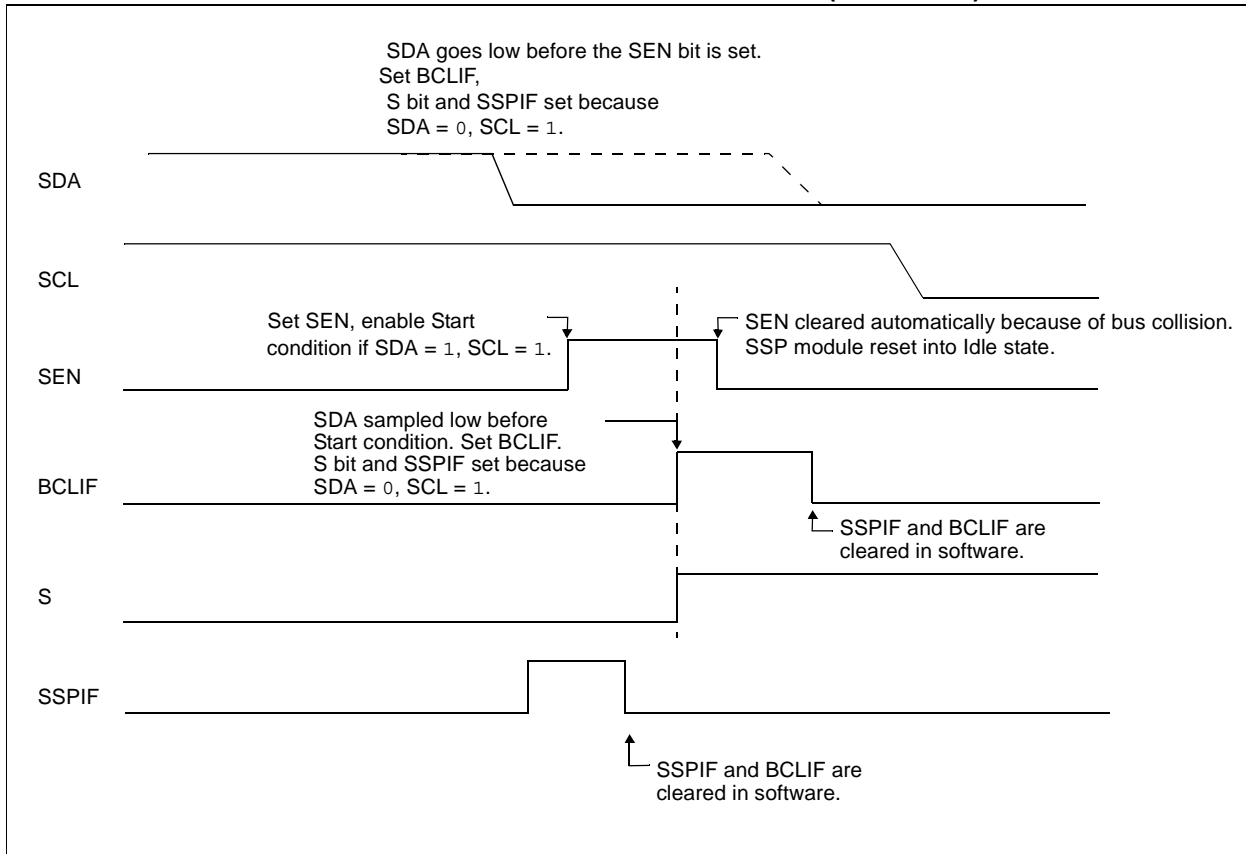 SDA goes low before the SEN bit is set.
Set BCLIF,
S bit and SSPIF set because
SDA = 0, SCL = 1.
SDA
SCL
Set SEN, enable Start
condition if SDA = 1, SCL = 1.
SEN cleared automatically because of bus collision.
SSP module reset into Idle state.
SEN
SDA sampled low before
Start condition. Set BCLIF.
S bit and SSPIF set because
SDA = 0, SCL = 1.
BCLIF
SSPIF and BCLIF are
cleared in software.
S
SSPIF
SSPIF and BCLIF are
cleared in software.